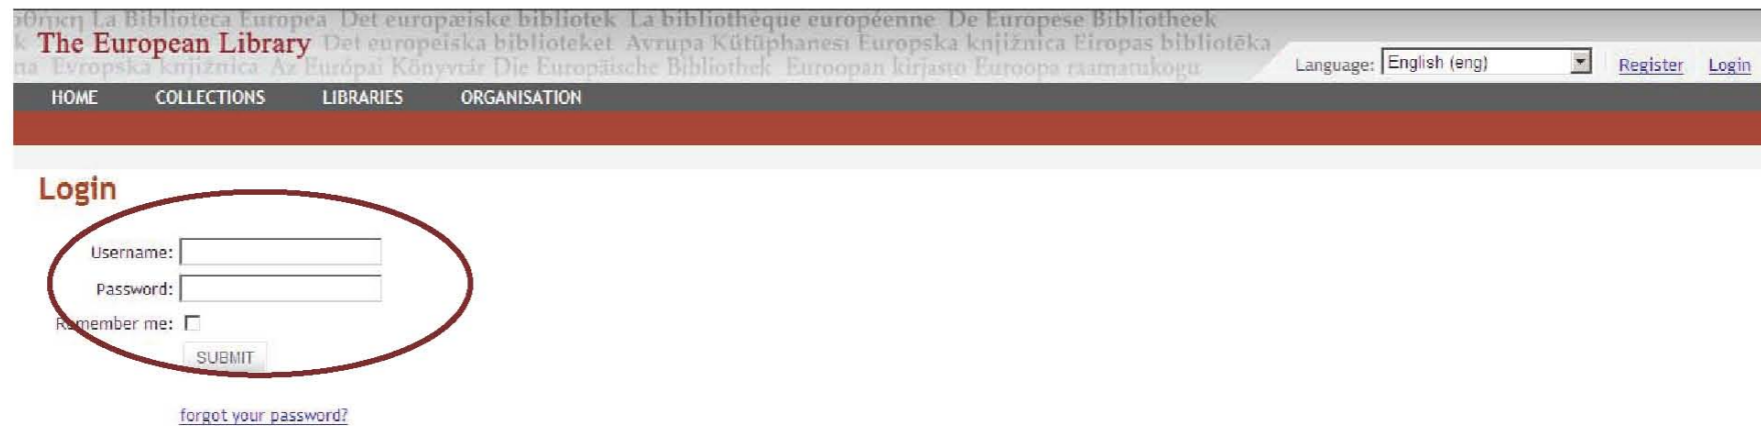 La Biblioteca Europea Det europæiske bibliotek La bibliothèque européenne De Europese Bibliotheek
The European Library Det europeiska biblioteket Avrupa Kütüphanesi Europska knjižnica Eiropas bibliotēka
na Evropska knjižnica Az Európai Könyvtár Die Europäische Bibliothek Euroopan kirjasto Euroopa raamatukogu
Language: English (eng) Register Login
HOME COLLECTIONS LIBRARIES ORGANISATION
Login
Username:
Password:
Remember me:
SUBMIT
forgot your password?